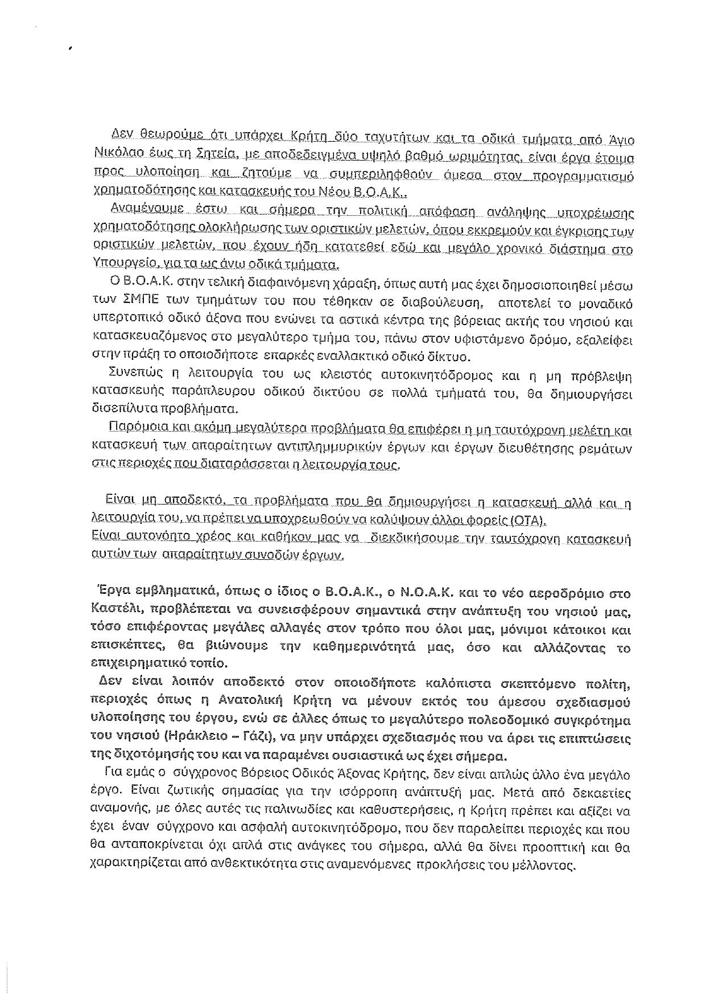 Δεν θεωρούμε ότι υπάρχει Κρήτη δύο ταχυτήτων και τα οδικά τμήματα από Άγιο
Νικόλαο έως τη Σητεία, με αποδεδειγμένα υψηλό βαθμό ωριμότητας, είναι έργα έτοιμα
προς υλοποίηση και ζητούμε να συμπεριληφθούν άμεσα στον προγραμματισμό
χρηματοδότησης και κατασκευής του Νέου Β.Ο.Α.Κ..
Αναμένουμε έστω και σήμερα την πολιτική απόφαση ανάληψης υποχρέωσης
χρηματοδότησης ολοκλήρωσης των οριστικών μελετών, όπου εκκρεμούν και έγκρισης των
οριστικών μελετών, που έχουν ήδη κατατεθεί εδώ και μεγάλο χρονικό διάστημα στο
Υπουργείο, για τα ως άνω οδικά τμήματα.
Ο Β.Ο.Α.Κ. στην τελική διαφαινόμενη χάραξη, όπως αυτή μας έχει δημοσιοποιηθεί μέσω
των ΣΜΠΕ των τμημάτων του που τέθηκαν σε διαβούλευση, αποτελεί το μοναδικό
υπερτοπικό οδικό άξονα που ενώνει τα αστικά κέντρα της βόρειας ακτής του νησιού και
κατασκευαζόμενος στο μεγαλύτερο τμήμα του, πάνω στον υφιστάμενο δρόμο, εξαλείφει
στην πράξη το οποιοδήποτε επαρκές εναλλακτικό οδικό δίκτυο.
Συνεπώς η λειτουργία του ως κλειστός αυτοκινητόδρομος και η μη πρόβλεψη
κατασκευής παράπλευρου οδικού δικτύου σε πολλά τμήματά του, θα δημιουργήσει
δισεπίλυτα προβλήματα.
Παρόμοια και ακόμη μεγαλύτερα προβλήματα θα επιφέρει η μη ταυτόχρονη μελέτη και
κατασκευή των απαραίτητων αντιπλημμυρικών έργων και έργων διευθέτησης ρεμάτων
στις περιοχές που διαταράσσεται η λειτουργία τους.
Είναι μη αποδεκτό, τα προβλήματα που θα δημιουργήσει η κατασκευή αλλά και η
λειτουργία του, να πρέπει να υποχρεωθούν να καλύψουν άλλοι φορείς (ΟΤΑ).
Είναι αυτονόητο χρέος και καθήκον μας να διεκδικήσουμε την ταυτόχρονη κατασκευή
αυτών των απαραίτητων συνοδών έργων.
Έργα εμβληματικά, όπως ο ίδιος ο Β.Ο.Α.Κ., ο Ν.Ο.Α.Κ. και το νέο αεροδρόμιο στο
Καστέλι, προβλέπεται να συνεισφέρουν σημαντικά στην ανάπτυξη του νησιού μας,
τόσο επιφέροντας μεγάλες αλλαγές στον τρόπο που όλοι μας, μόνιμοι κάτοικοι και
επισκέπτες, θα βιώνουμε την καθημερινότητά μας, όσο και αλλάζοντας το
επιχειρηματικό τοπίο.
Δεν είναι λοιπόν αποδεκτό στον οποιοδήποτε καλόπιστα σκεπτόμενο πολίτη,
περιοχές όπως η Ανατολική Κρήτη να μένουν εκτός του άμεσου σχεδιασμού
υλοποίησης του έργου, ενώ σε άλλες όπως το μεγαλύτερο πολεοδομικό συγκρότημα
του νησιού (Ηράκλειο – Γάζι), να μην υπάρχει σχεδιασμός που να άρει τις επιπτώσεις
της διχοτόμησής του και να παραμένει ουσιαστικά ως έχει σήμερα.
Για εμάς ο σύγχρονος Βόρειος Οδικός Άξονας Κρήτης, δεν είναι απλώς άλλο ένα μεγάλο
έργο. Είναι ζωτικής σημασίας για την ισόρροπη ανάπτυξή μας. Μετά από δεκαετίες
αναμονής, με όλες αυτές τις παλινωδίες και καθυστερήσεις, η Κρήτη πρέπει και αξίζει να
έχει έναν σύγχρονο και ασφαλή αυτοκινητόδρομο, που δεν παραλείπει περιοχές και που
θα ανταποκρίνεται όχι απλά στις ανάγκες του σήμερα, αλλά θα δίνει προοπτική και θα
χαρακτηρίζεται από ανθεκτικότητα στις αναμενόμενες προκλήσεις του μέλλοντος.